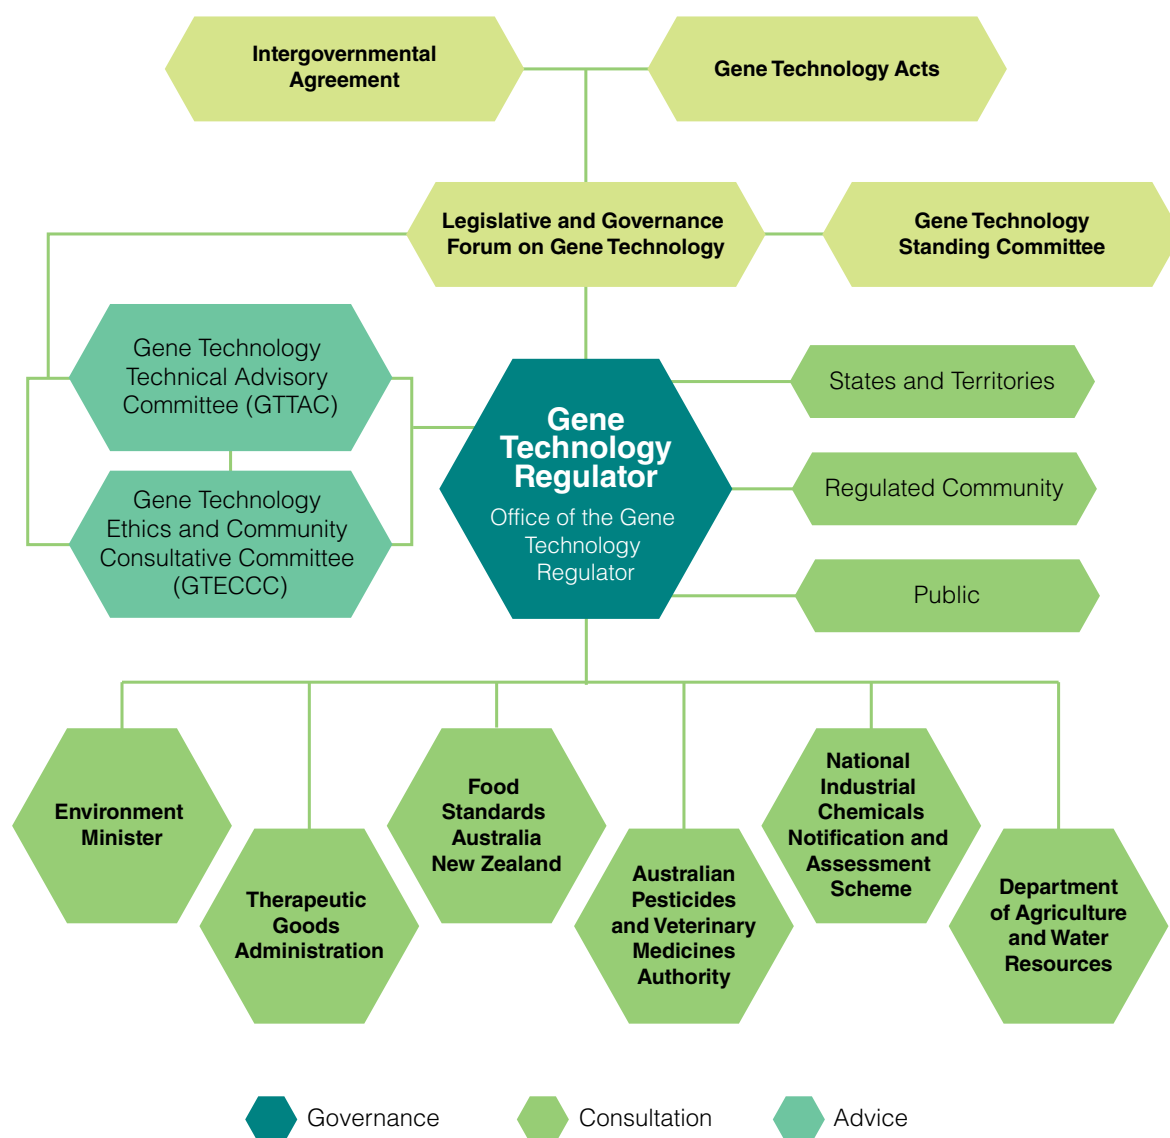 Intergovernmental
Agreement
Gene Technology Acts
Legislative and Governance
Forum on Gene Technology
Gene Technology
Standing Committee
Gene Technology
Technical Advisory
Committee (GTTAC)
Gene Technology
Ethics and Community
Consultative Committee
(GTECCC)
Gene
Technology
Regulator
Office of the Gene
Technology
Regulator
States and Territories
Regulated Community
Public
Environment
Minister
Therapeutic
Goods
Administration
Food
Standards
Australia
New Zealand
Australian
Pesticides
and Veterinary
Medicines
Authority
National
Industrial
Chemicals
Notification and
Assessment
Scheme
Department
of Agriculture
and Water
Resources
Governance
Consultation
Advice